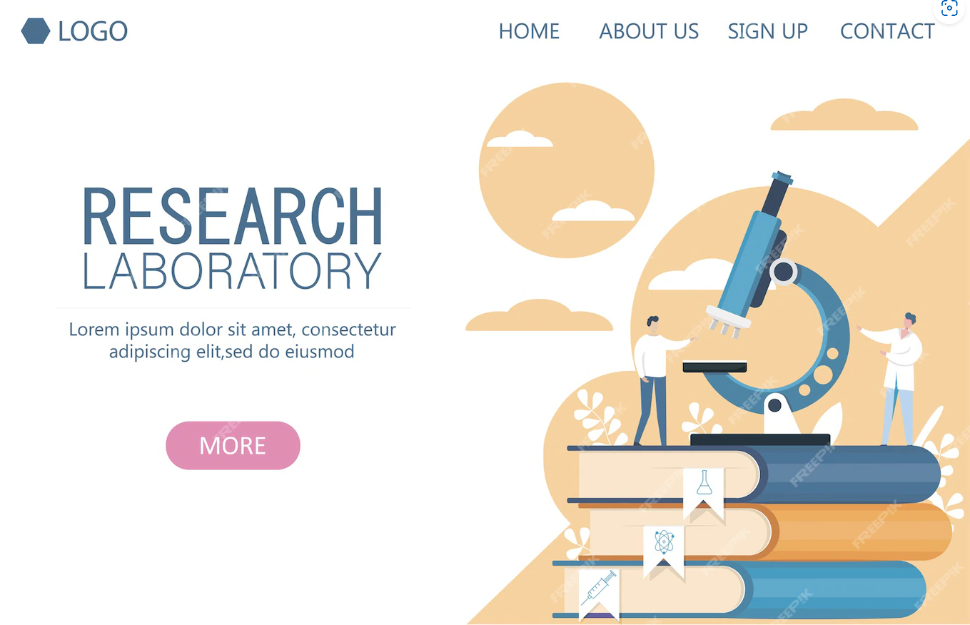 LOGO
HOME ABOUT US SIGN UP CONTACT
RESEARCH
LABORATORY
Lorem ipsum dolor sit amet, consectetur
adipiscing elit,sed do eiusmod
MORE
FREEPIK